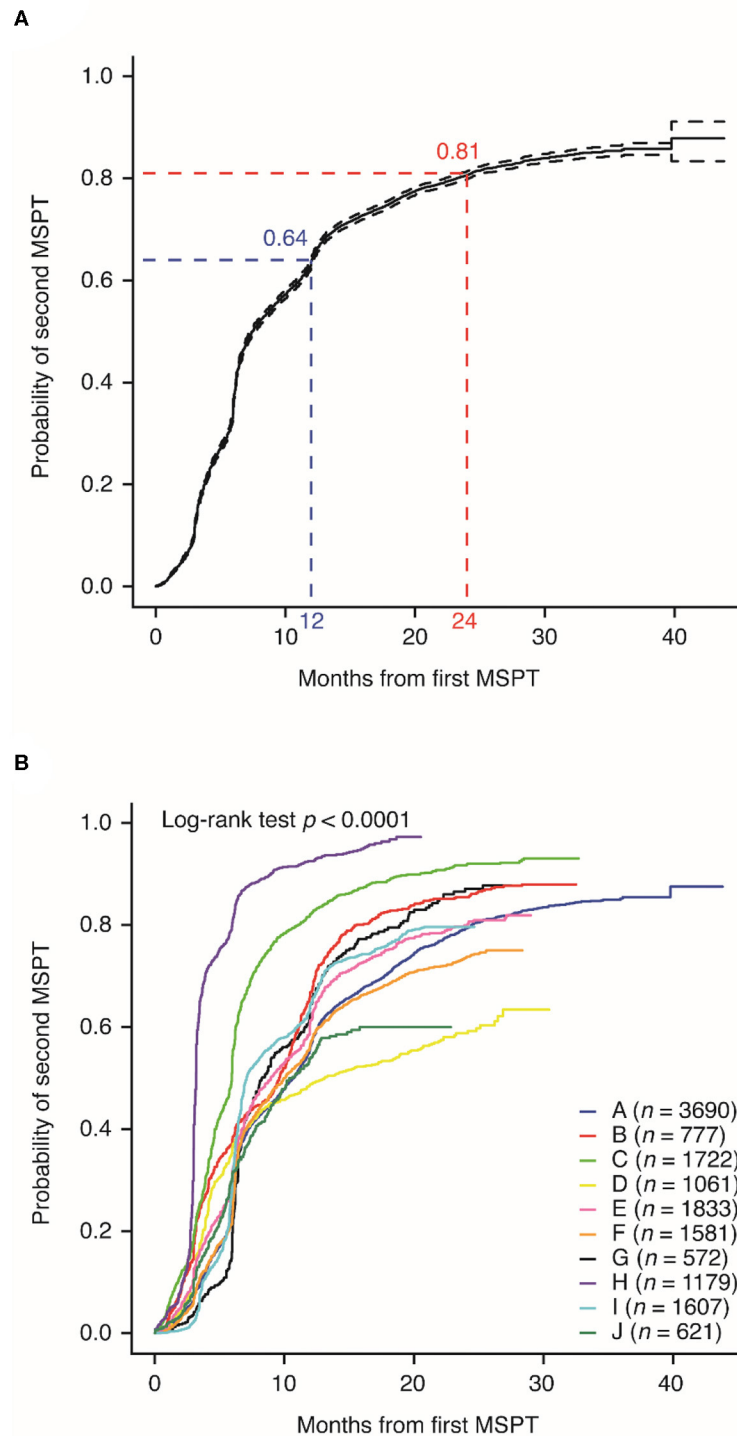 A
1.0
0.8
0.6
0.4
0.2
0.0
Probability of second MSPT
0.81
0.64
0
10
12
20
24
30
40
Months from first MSPT
B
Log-rank test p < 0.0001
1.0
0.8
0.6
0.4
0.2
0.0
Probability of second MSPT
A (n = 3690)
B (n = 777)
C (n = 1722)
D (n = 1061)
E (n = 1833)
F (n = 1581)
G (n = 572)
H (n = 1179)
I (n = 1607)
J (n = 621)
0
10
20
30
40
Months from first MSPT